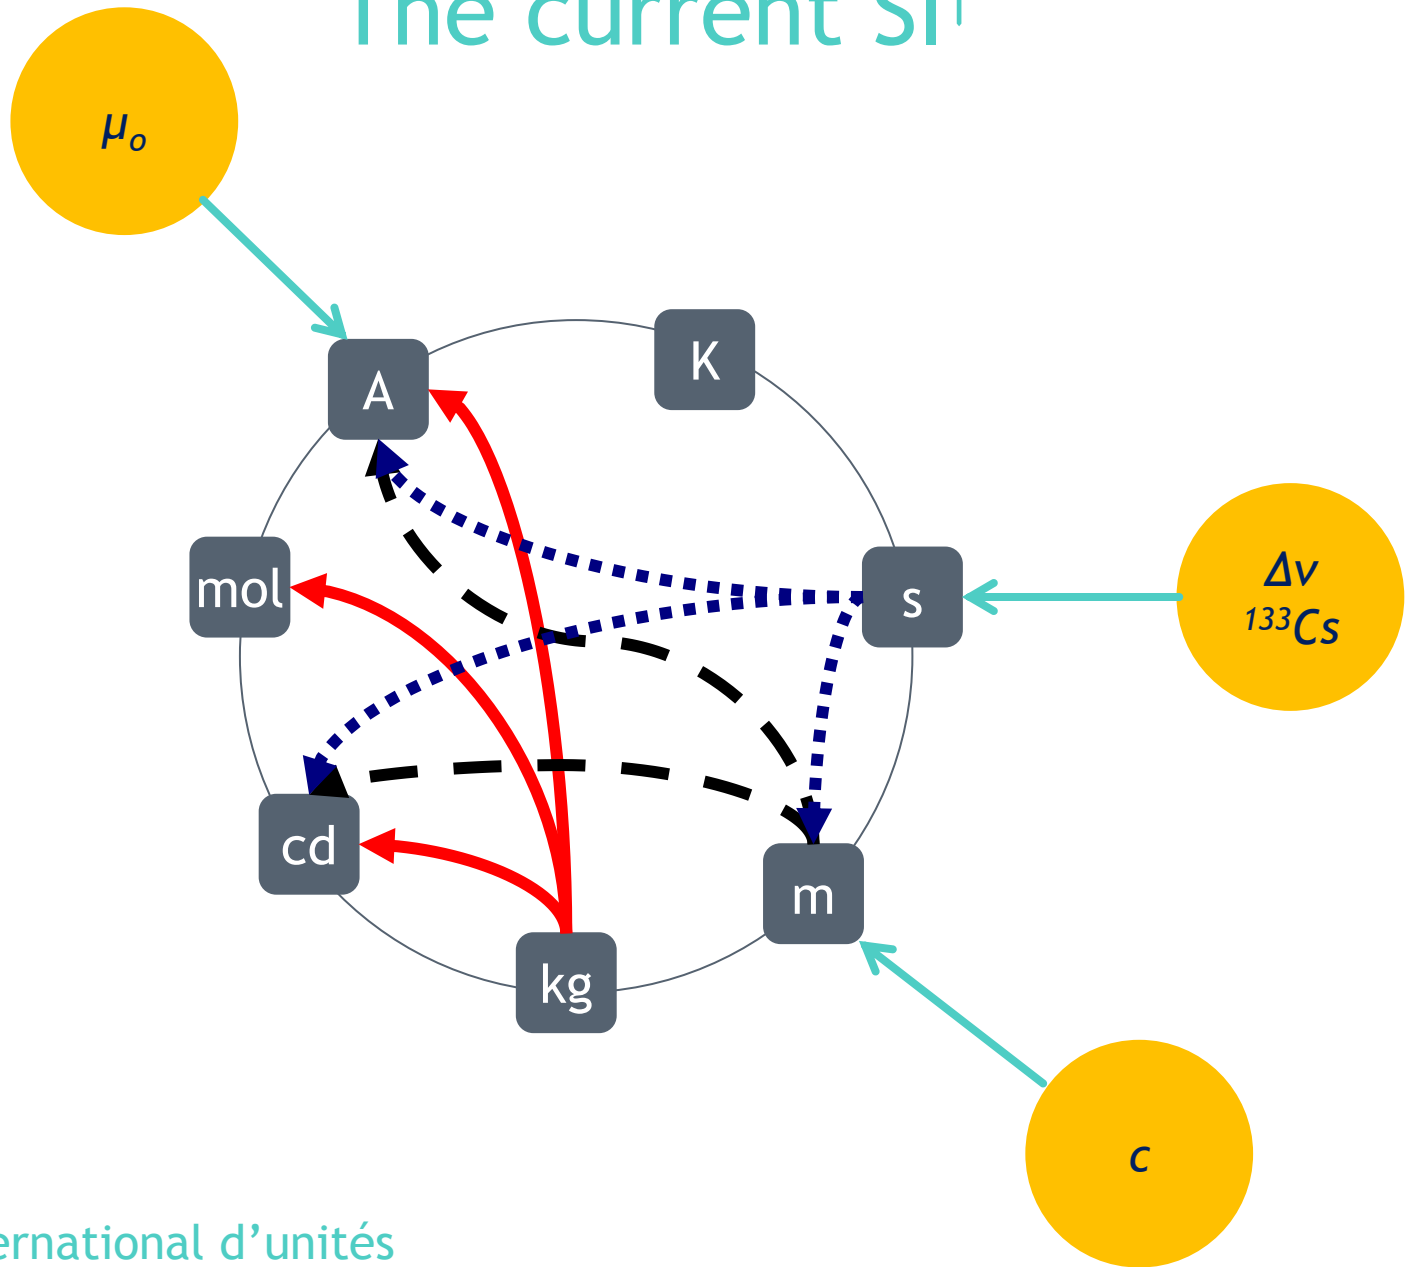 The current SI†
μo
A
K
mol
s
Δν
133Cs
cd
m
kg
c
ernational d’unités